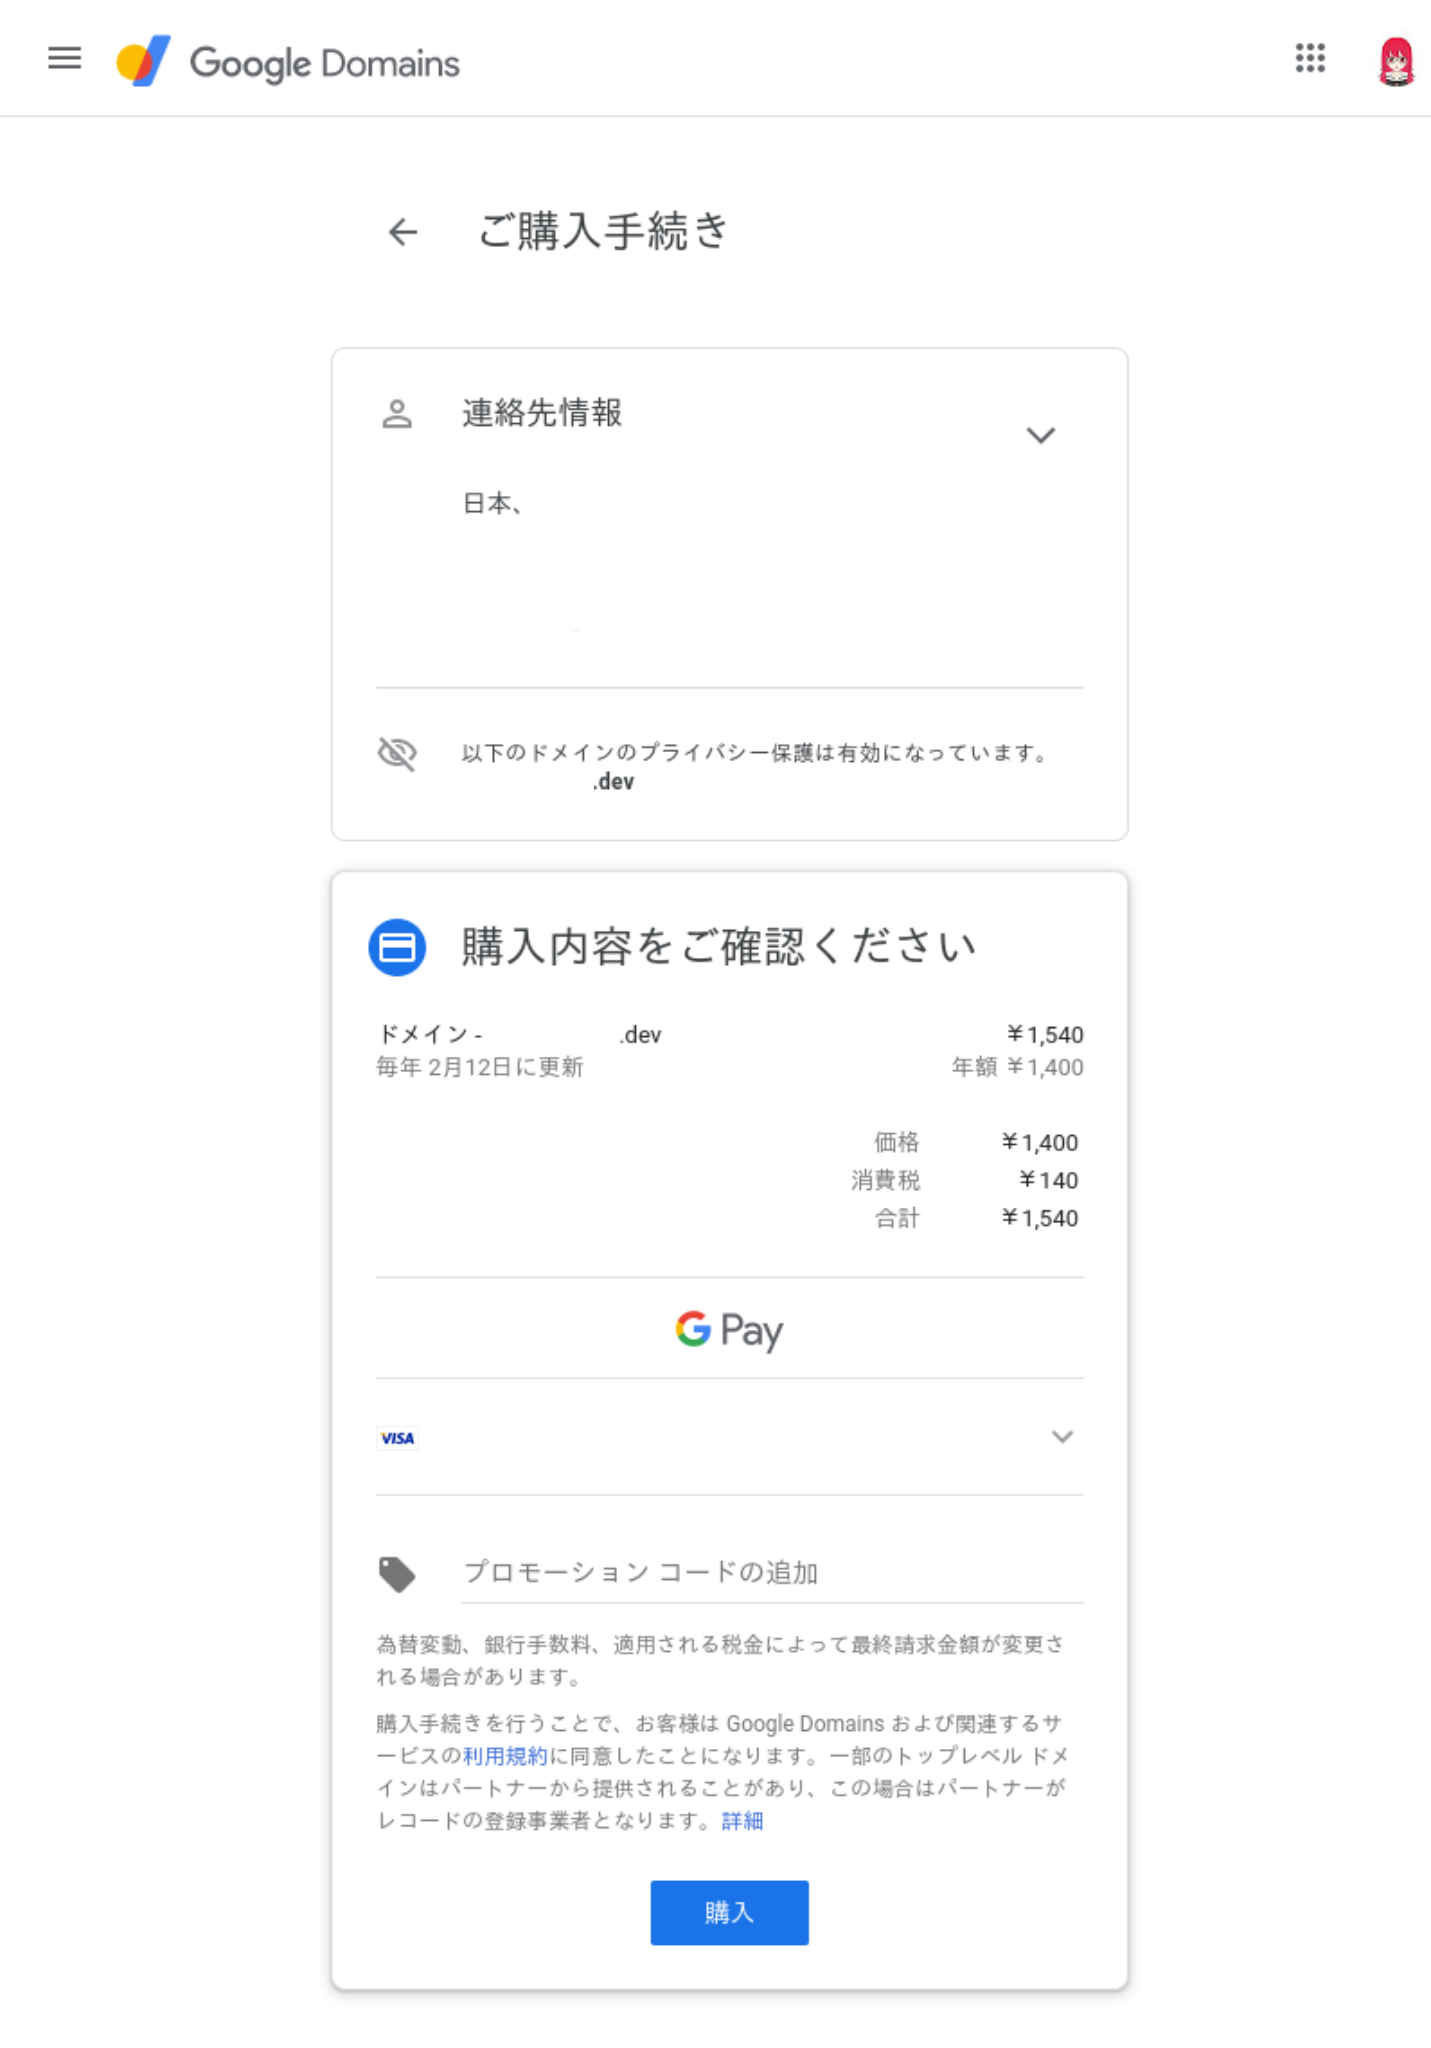 Google Domains
ご購入手続き
連絡先情報
日本、
以下のドメインのプライバシー保護は有効になっています。
.dev
購入内容をご確認ください
ドメイン - .dev ¥1,540
毎年 2月12日に更新 年額 ¥1,400
価格 ¥1,400
消費税 ¥140
合計 ¥1,540
G Pay
VISA
プロモーション コードの追加
為替変動、銀行手数料、適用される税金によって最終請求金額が変更さ
れる場合があります。
購入手続きを行うことで、お客様は Google Domains および関連するサ
ービスの利用規約に同意したことになります。一部のトップレベル ドメ
インはパートナーから提供されることがあり、この場合はパートナーが
レコードの登録事業者となります。詳細
購入